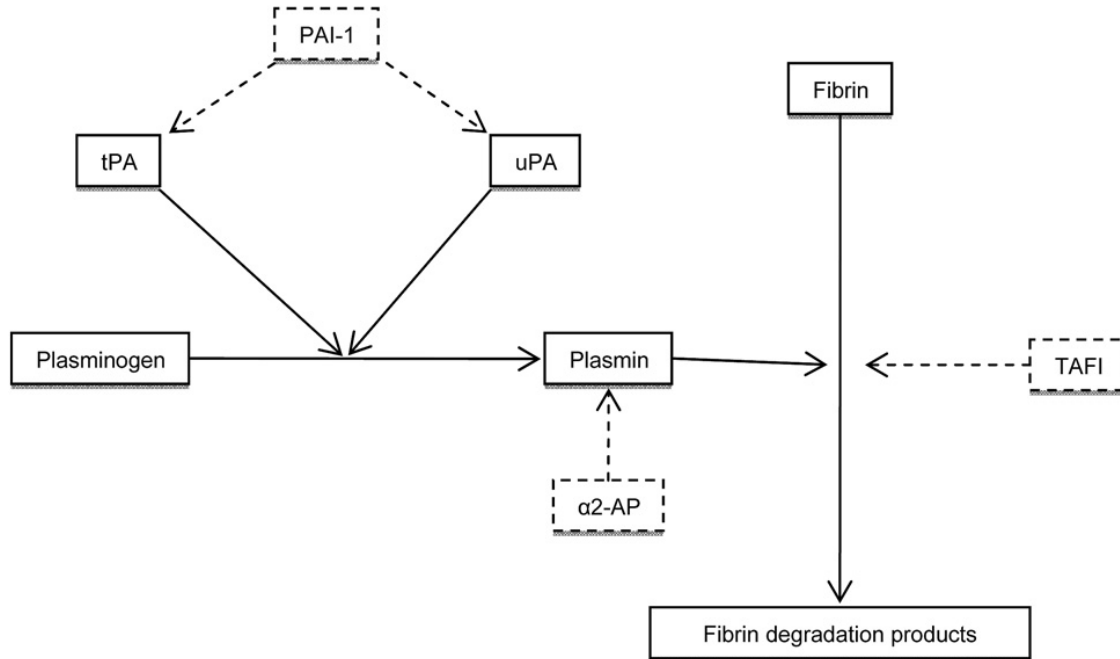 PAI-1
Fibrin
tPA
uPA
Plasminogen
Plasmin
TAFI
α2-AP
Fibrin degradation products